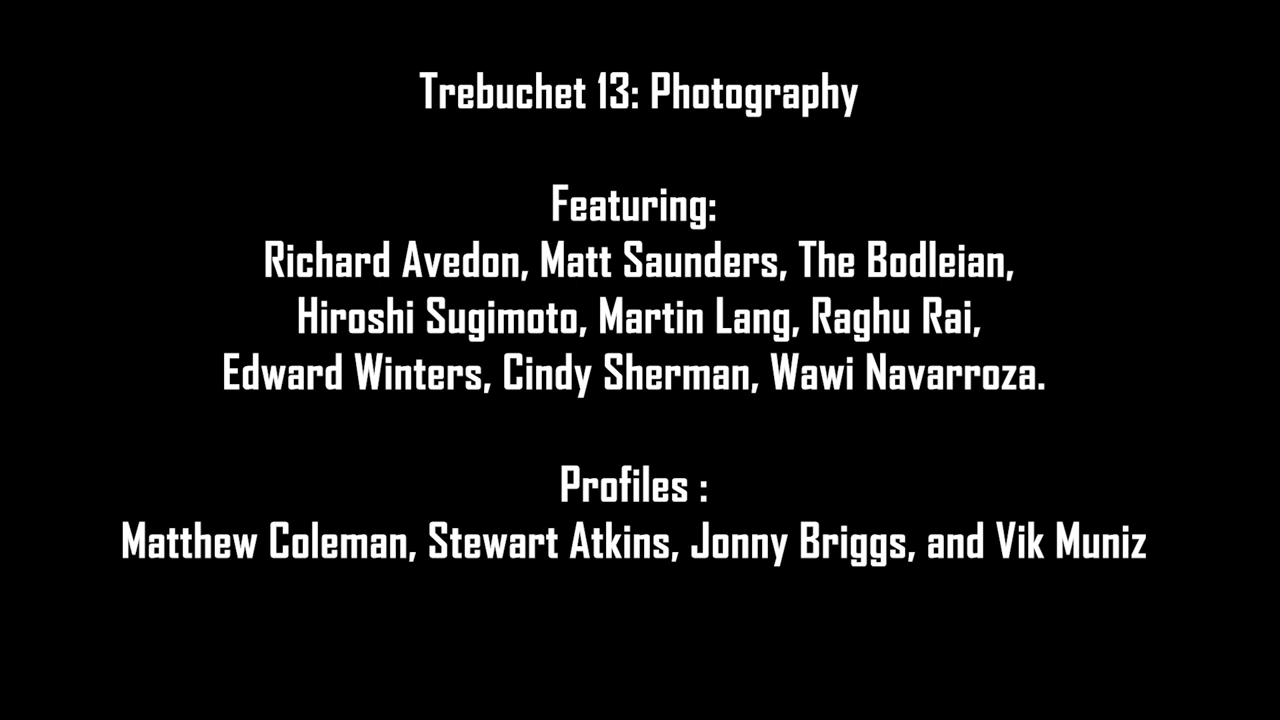 Trebuchet 13: Photography
Featuring:
Richard Avedon, Matt Saunders, The Bodleian,
Hiroshi Sugimoto, Martin Lang, Raghu Rai,
Edward Winters, Cindy Sherman, Wawi Navarroza.
Profiles :
Matthew Coleman, Stewart Atkins, Jonny Briggs, and Vik Muniz